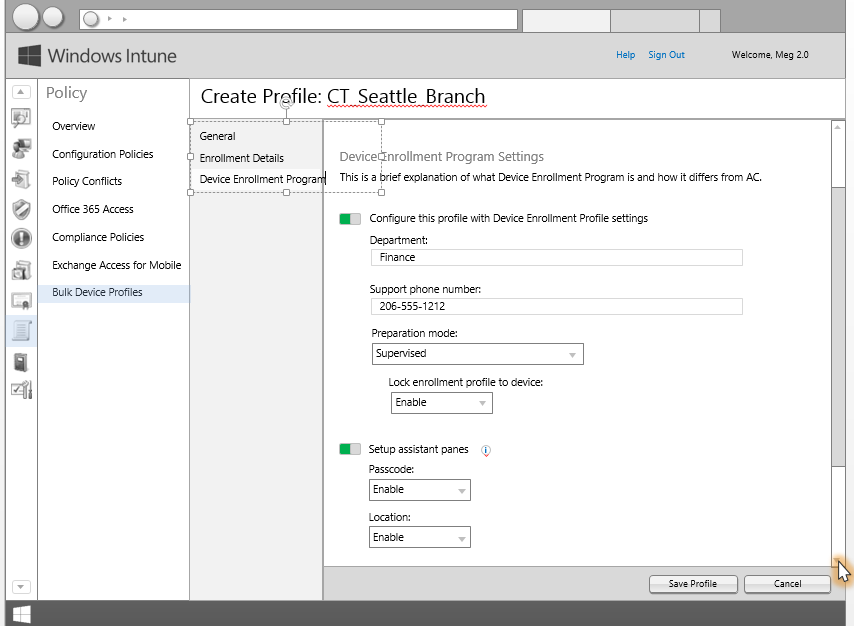 Windows Intune
Help
Sign Out
Welcome, Meg 2.0
Policy
Overview
Configuration Policies
Policy Conflicts
Office 365 Access
Compliance Policies
Exchange Access for Mobile
Bulk Device Profiles
Create Profile: CT_Seattle_Branch
General
Enrollment Details
Device Enrollment Program
Device Enrollment Program Settings
This is a brief explanation of what Device Enrollment Program is and how it differs from AC.
Configure this profile with Device Enrollment Profile settings
Department:
Finance
Support phone number:
206-555-1212
Preparation mode:
Supervised
Lock enrollment profile to device:
Enable
Setup assistant panes
Passcode:
Enable
Location:
Enable
Save Profile
Cancel